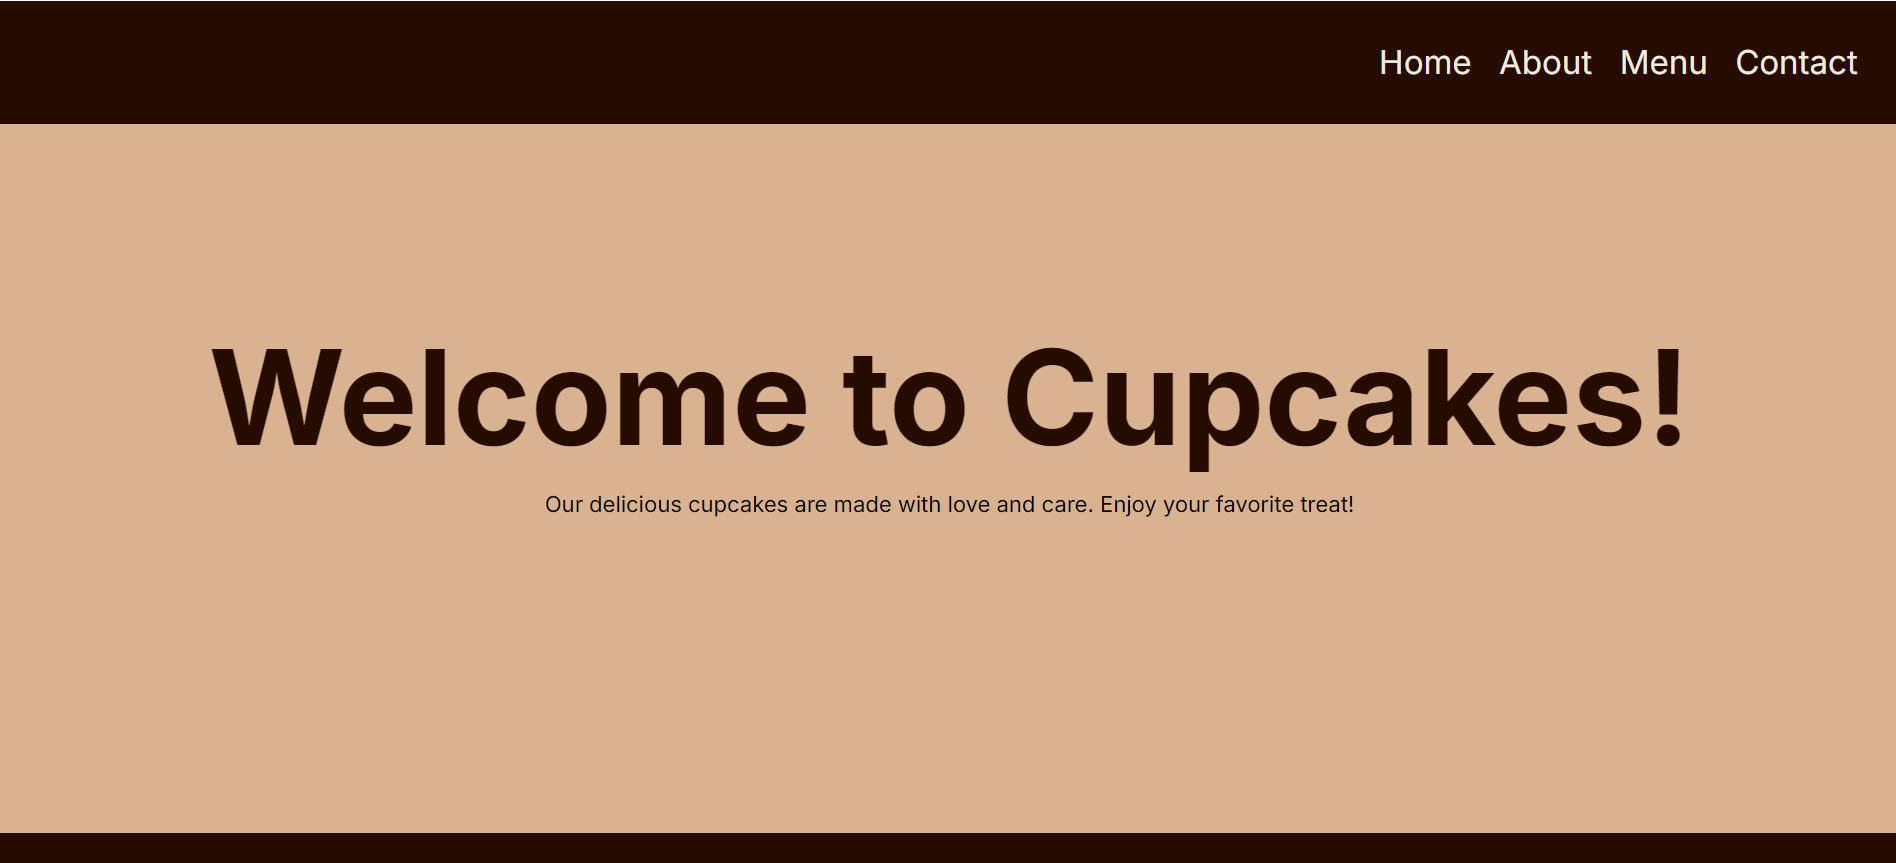 Home About Menu Contact
Welcome to Cupcakes!
Our delicious cupcakes are made with love and care. Enjoy your favorite treat!